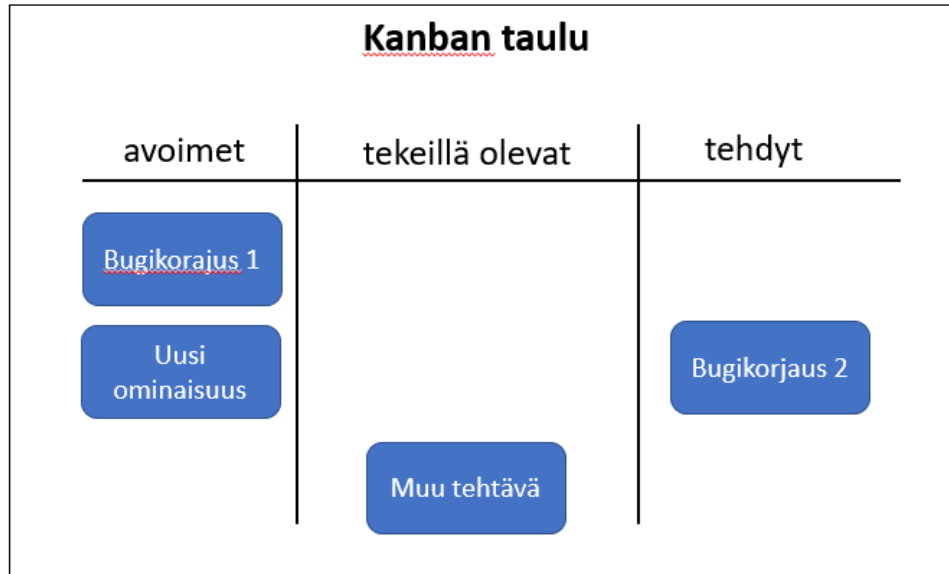 Kanban taulu
avoimet
tekeillä olevat
tehdyt
Bugikorajus 1
Uusi
ominaisuus
Bugikorjaus 2
Muu tehtävä